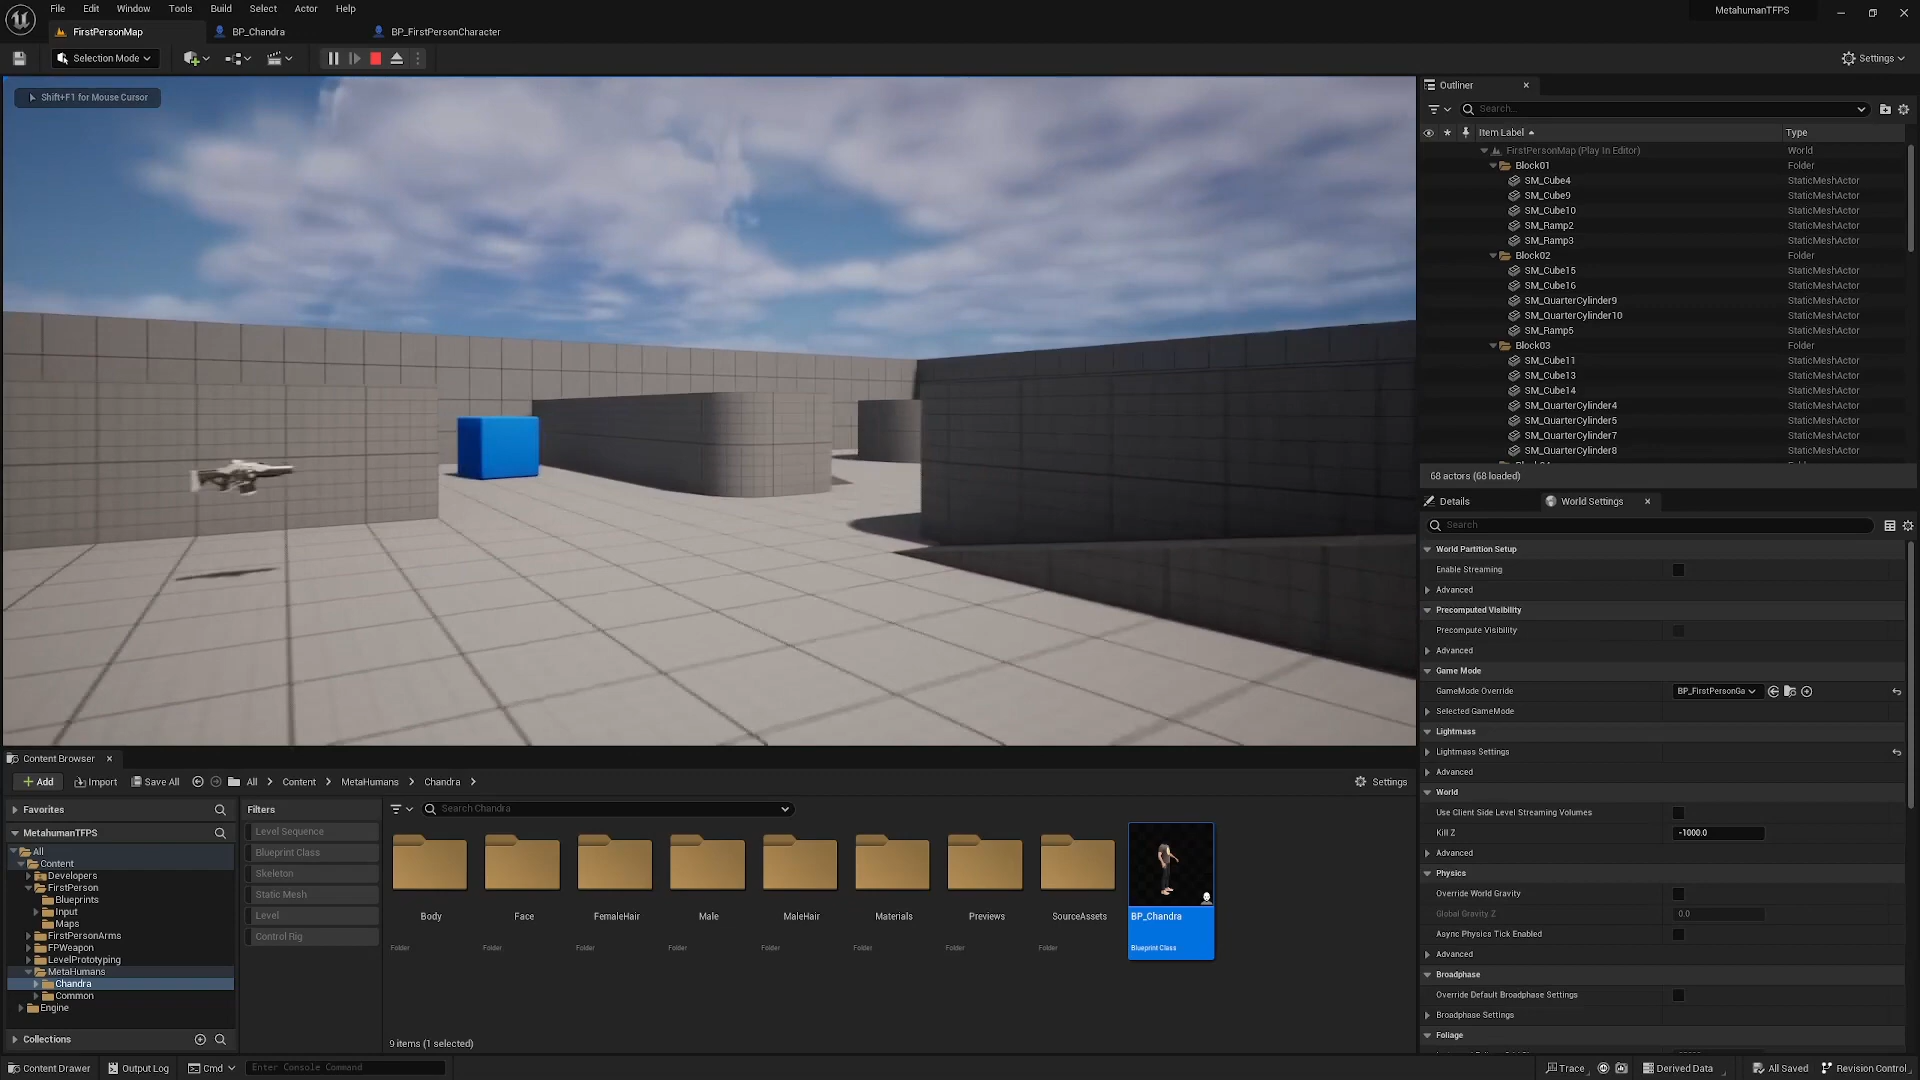 File Edit Window Tools Build Select Actor Help MetahumanTFPS
FirstPersonMap BP_Chandra BP_FirstPersonCharacter
Selection Mode Settings
Shift+F1 for Mouse Cursor
Outliner
Search...
Item Label Type
FirstPersonMap (Play In Editor) World
Block01 Folder
SM_Cube4 StaticMeshActor
SM_Cube9 StaticMeshActor
SM_Cube10 StaticMeshActor
SM_Ramp2 StaticMeshActor
SM_Ramp3 StaticMeshActor
Block02 Folder
SM_Cube15 StaticMeshActor
SM_Cube16 StaticMeshActor
SM_QuarterCylinder9 StaticMeshActor
SM_QuarterCylinder10 StaticMeshActor
SM_Ramp5 StaticMeshActor
Block03 Folder
SM_Cube11 StaticMeshActor
SM_Cube13 StaticMeshActor
SM_Cube14 StaticMeshActor
SM_QuarterCylinder4 StaticMeshActor
SM_QuarterCylinder5 StaticMeshActor
SM_QuarterCylinder7 StaticMeshActor
SM_QuarterCylinder8 StaticMeshActor
68 actors (68 loaded)
Details World Settings
Search
World Partition Setup
Enable Streaming
Advanced
Precomputed Visibility
Precompute Visibility
Advanced
Game Mode
GameMode Override BP_FirstPersonGa
Selected GameMode
Lightmass
Lightmass Settings
Advanced
World
Use Client Side Level Streaming Volumes
Kill Z -1000.0
Advanced
Physics
Override World Gravity
Global Gravity Z 0.0
Async Physics Tick Enabled
Advanced
Broadphase
Override Default Broadphase Settings
Broadphase Settings
Foliage
Content Browser
Add Import Save All All Content MetaHumans Chandra Settings
Favorites
MetahumanTFPS
All
Content
Developers
FirstPerson
Blueprints
Input
Maps
FirstPersonArms
FPWeapon
LevelPrototyping
MetaHumans
Chandra
Common
Engine
Collections
Filters
Level Sequence
Blueprint Class
Skeleton
Static Mesh
Level
Control Rig
Search Chandra
Body Face FemaleHair Male MaleHair Materials Previews SourceAssets BP_Chandra
Folder Folder Folder Folder Folder Folder Folder Folder Blueprint Class
9 items (1 selected)
Content Drawer Output Log Cmd Enter Console Command Trace Derived Data All Saved Revision Control